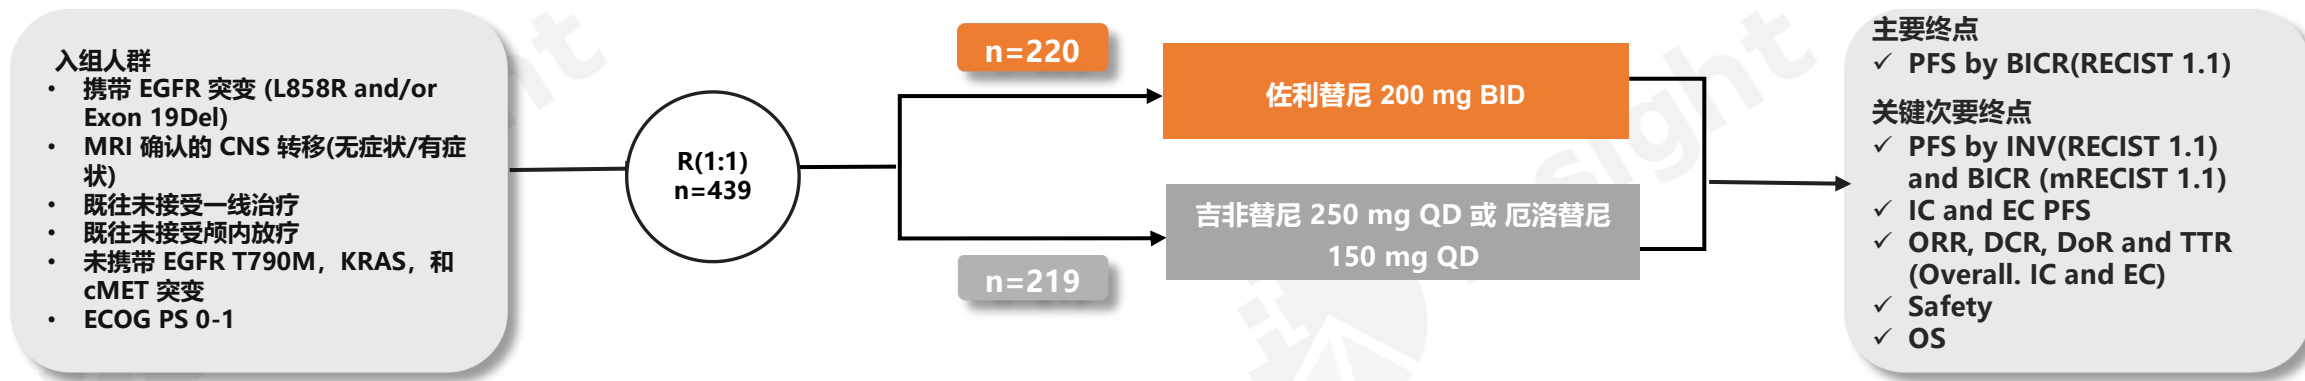 入组人群
• 携带 EGFR 突变 (L858R and/or
Exon 19Del)
• MRI 确认的 CNS 转移(无症状/有症
状)
• 既往未接受一线治疗
• 既往未接受颅内放疗
• 未携带 EGFR T790M，KRAS，和
cMET 突变
• ECOG PS 0-1
R(1:1)
n=439
n=220
佐利替尼 200 mg BID
吉非替尼 250 mg QD 或 厄洛替尼
150 mg QD
n=219
主要终点
✓ PFS by BICR(RECIST 1.1)
关键次要终点
✓ PFS by INV(RECIST 1.1)
and BICR (mRECIST 1.1)
✓ IC and EC PFS
✓ ORR, DCR, DoR and TTR
(Overall. IC and EC)
✓ Safety
✓ OS